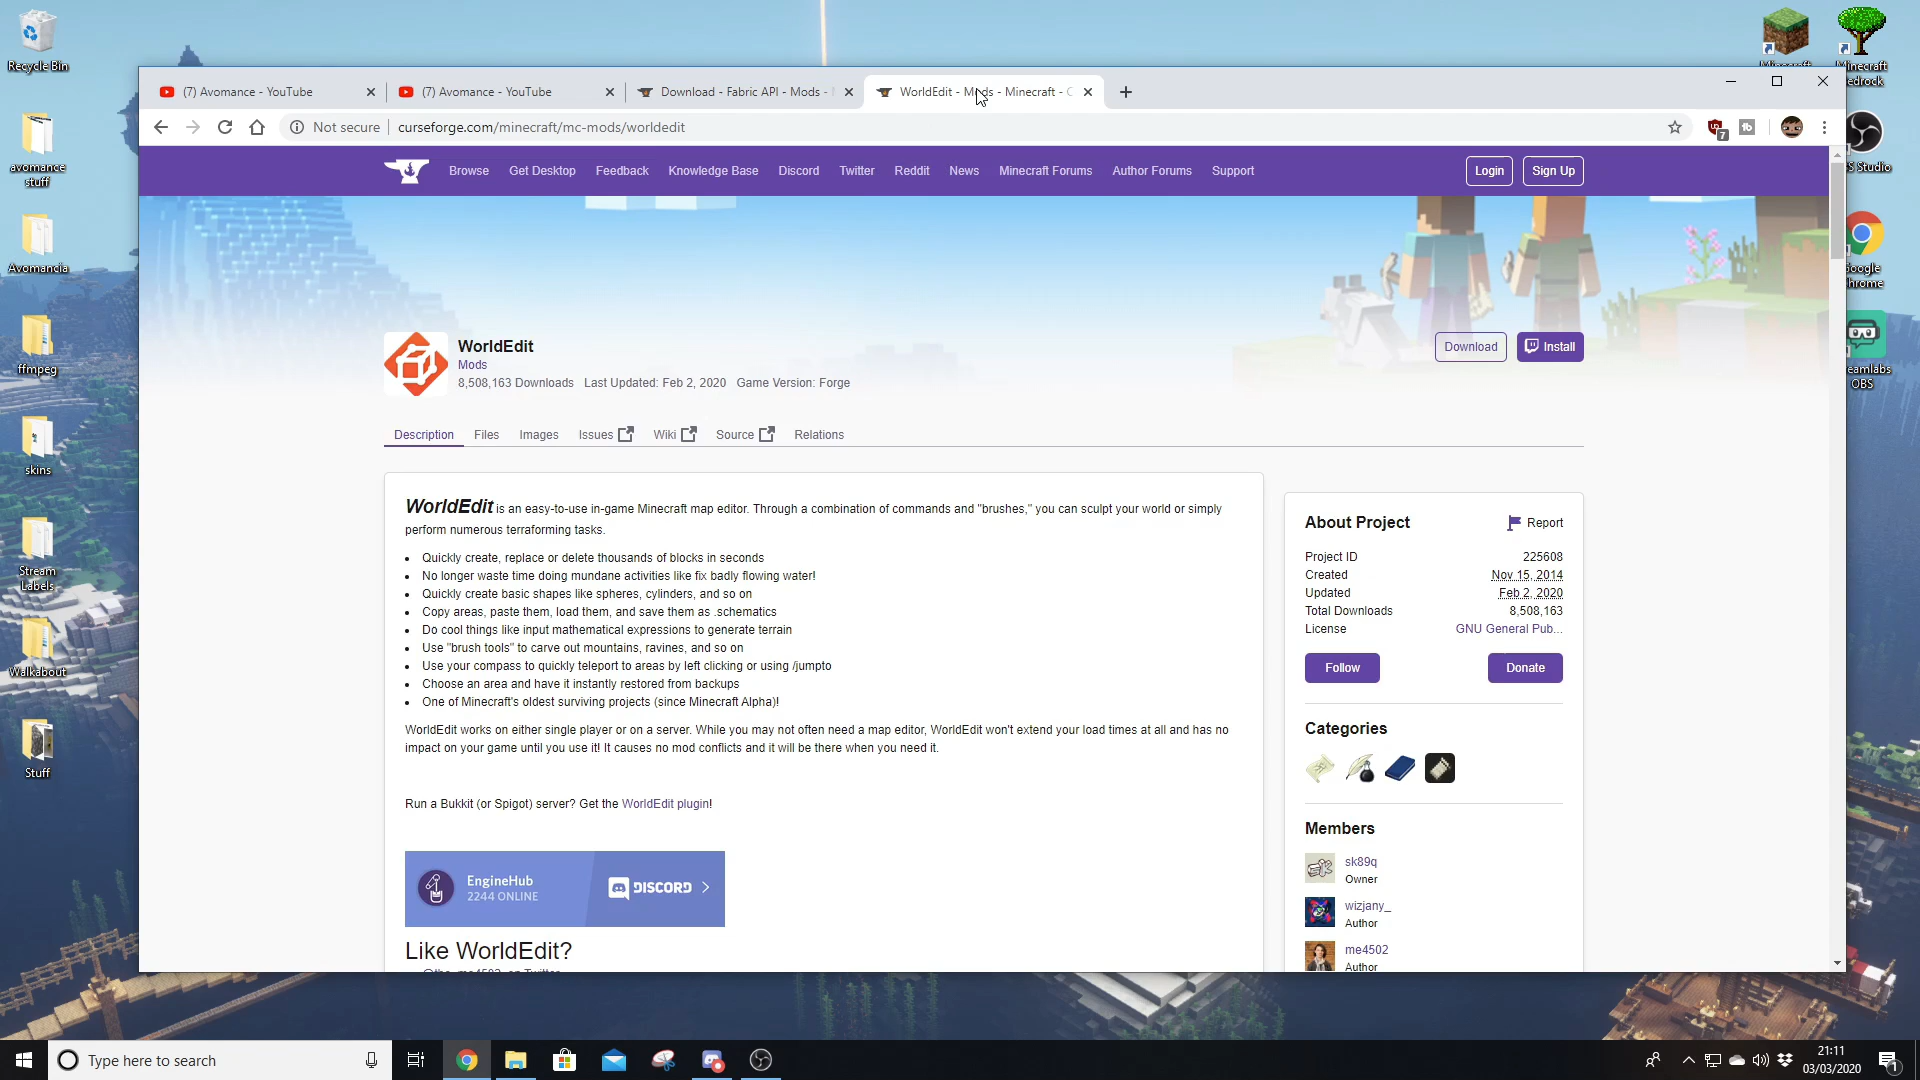 Recycle Bin
avomance
stuff
Avomancia
ffmpeg
skins
Stream
Labels
Walkabout
Stuff
(7) Avomance - YouTube
(7) Avomance - YouTube
Download - Fabric API - Mods -
WorldEdit - Mods - Minecraft - C
Not secure
curseforge.com/minecraft/mc-mods/worldedit
7
Browse
Get Desktop
Feedback
Knowledge Base
Discord
Twitter
Reddit
News
Minecraft Forums
Author Forums
Support
Login
Sign Up
WorldEdit
Mods
8,508,163 Downloads Last Updated: Feb 2, 2020 Game Version: Forge
Download
Install
Description
Files
Images
Issues
Wiki
Source
Relations
WorldEdit is an easy-to-use in-game Minecraft map editor. Through a combination of commands and "brushes," you can sculpt your world or simply
perform numerous terraforming tasks.
Quickly create, replace or delete thousands of blocks in seconds
No longer waste time doing mundane activities like fix badly flowing water!
Quickly create basic shapes like spheres, cylinders, and so on
Copy areas, paste them, load them, and save them as .schematics
Do cool things like input mathematical expressions to generate terrain
Use "brush tools" to carve out mountains, ravines, and so on
Use your compass to quickly teleport to areas by left clicking or using /jumpto
Choose an area and have it instantly restored from backups
One of Minecraft's oldest surviving projects (since Minecraft Alpha)!
WorldEdit works on either single player or on a server. While you may not often need a map editor, WorldEdit won't extend your load times at all and has no
impact on your game until you use it! It causes no mod conflicts and it will be there when you need it.
Run a Bukkit (or Spigot) server? Get the WorldEdit plugin!
EngineHub
2244 ONLINE
DISCORD
Like WorldEdit?
About Project
Report
Project ID 225608
Created Nov 15, 2014
Updated Feb 2, 2020
Total Downloads 8,508,163
License GNU General Pub...
Follow
Donate
Categories
Members
sk89q
Owner
wizjany_
Author
me4502
Author
Minecraft
Minecraft
edrock
S Studio
Google
hrome
eamlabs
OBS
Type here to search
21:11
03/03/2020
1